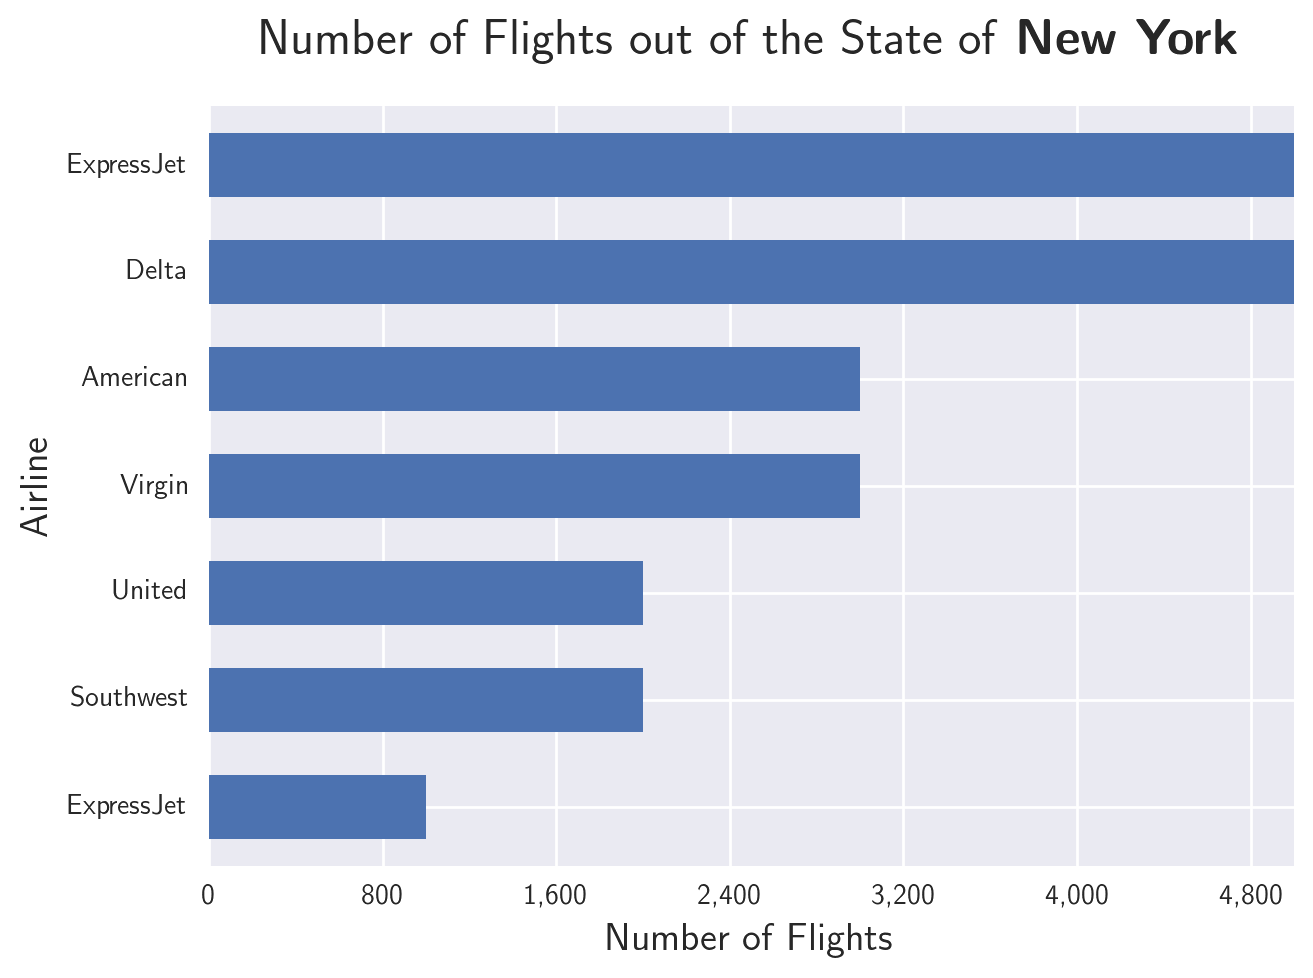 Number of Flights out of the State of New York
ExpressJet
Delta
American
Virgin
United
Southwest
ExpressJet
Airline
0 800 1,600 2,400 3,200 4,000 4,800
Number of Flights